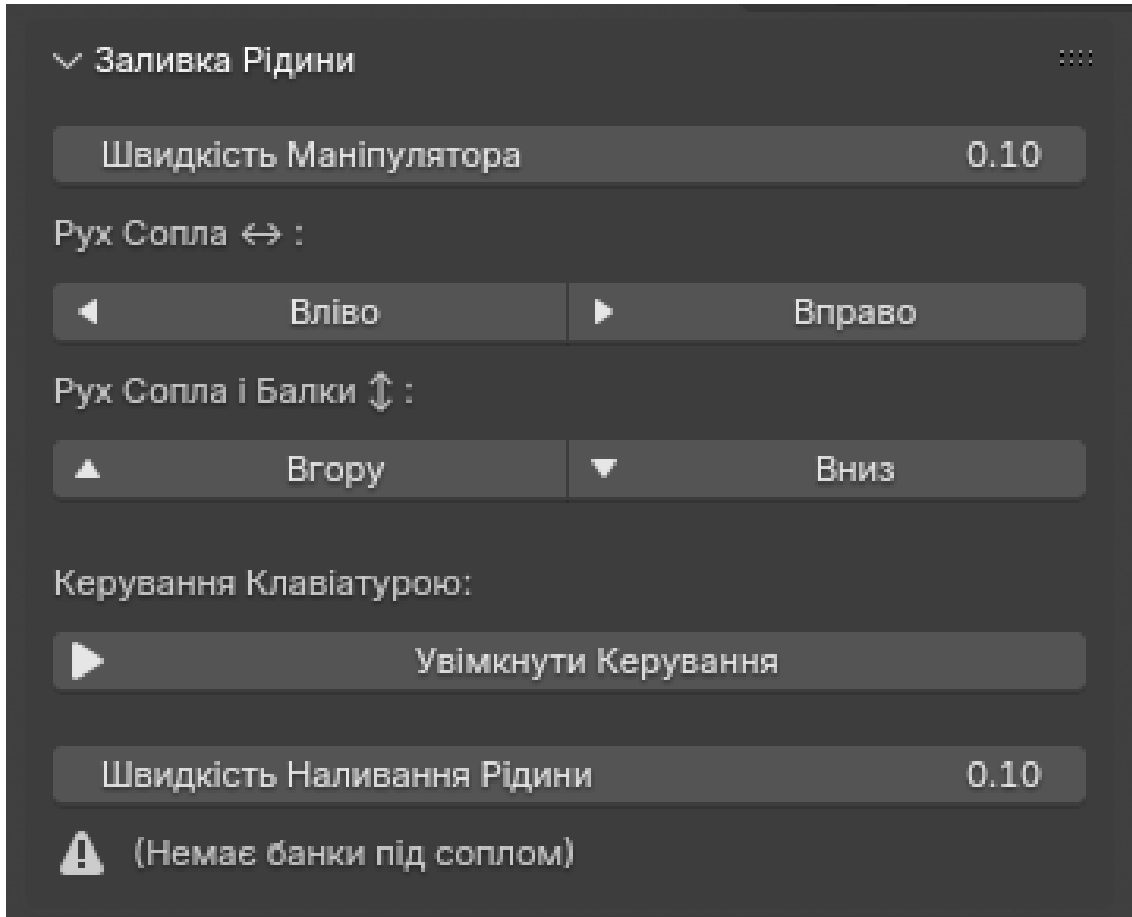 Заливка Рідини
Швидкість Маніпулятора 0.10
Рух Сопла ↔ :
Вліво Вправо
Рух Сопла і Балки ↕ :
Вгору Вниз
Керування Клавіатурою:
Увімкнути Керування
Швидкість Наливання Рідини 0.10
(Немає банки під соплом)